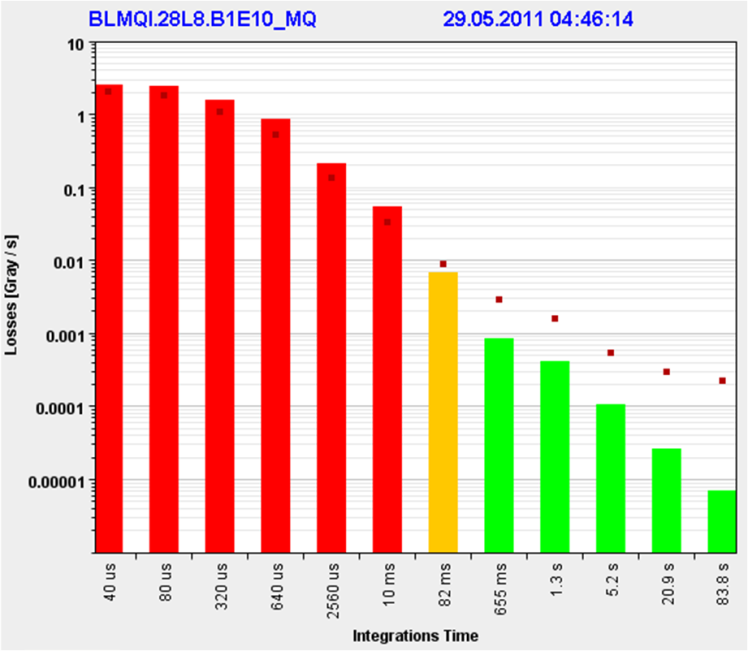 BLMQI.28L8.B1E10_MQ 29.05.2011 04:46:14
10
1
0.1
0.01
0.001
0.0001
0.00001
Losses [Gray / s]
40 us
80 us
320 us
640 us
2560 us
10 ms
82 ms
655 ms
1.3 s
5.2 s
20.9 s
83.8 s
Integrations Time